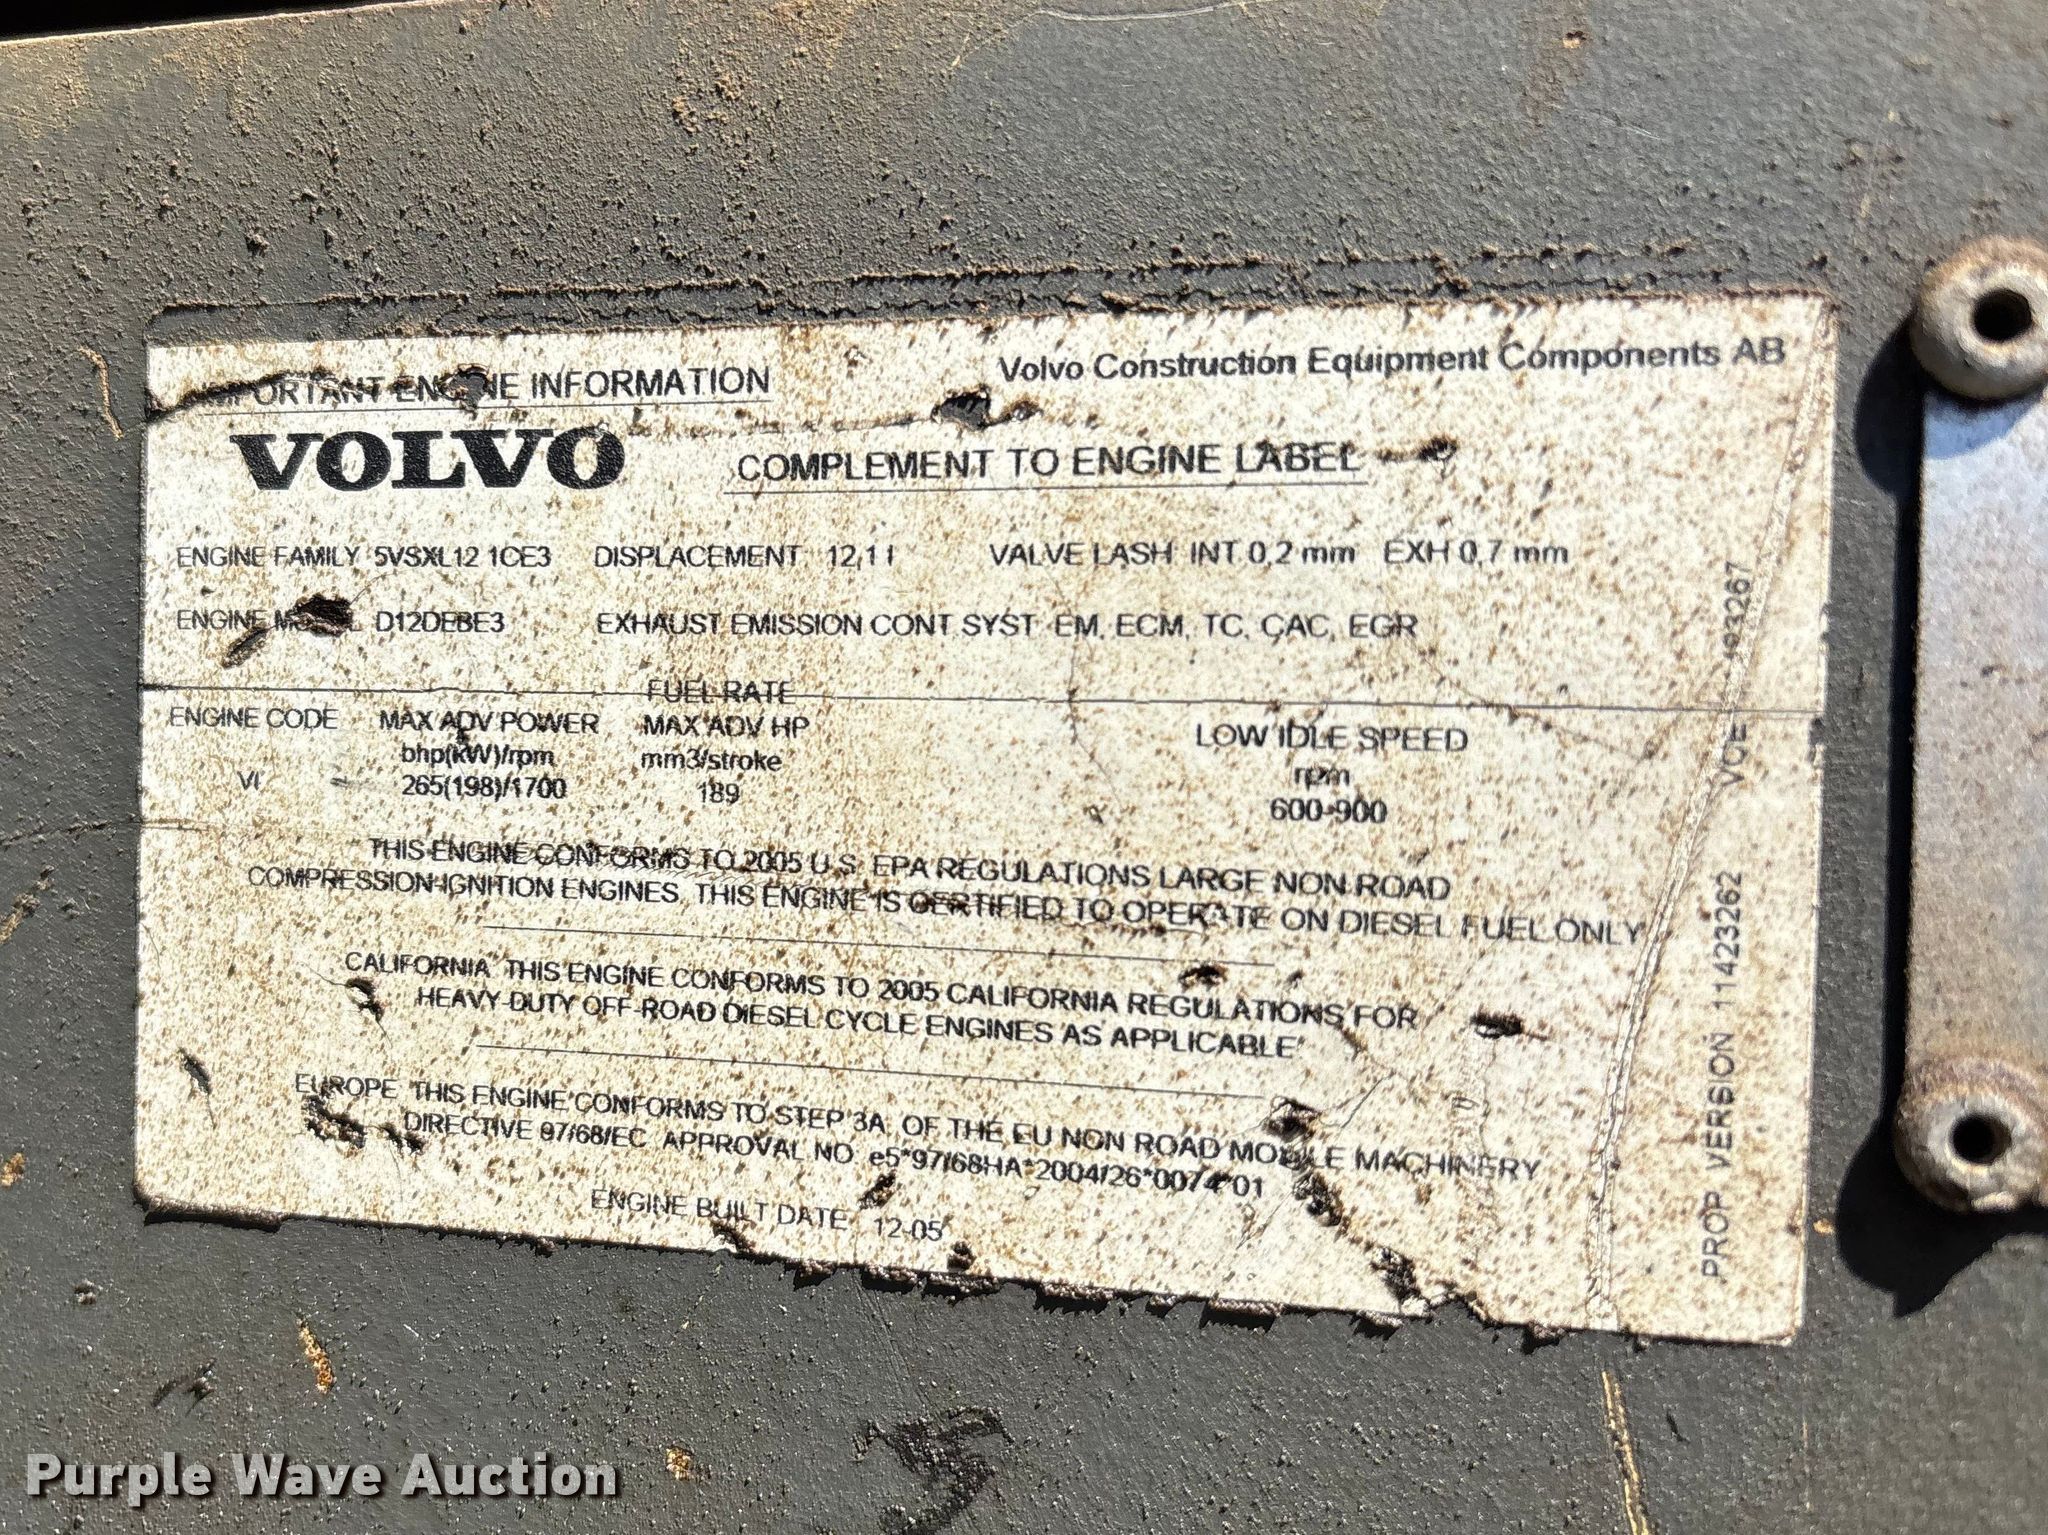 Volvo Construction Equipment Components AB
IMPORTANT ENGINE INFORMATION
VOLVO
COMPLEMENT TO ENGINE LABEL
ENGINE FAMILY 5VSXL12 1CE3 DISPLACEMENT 12,1 l VALVE LASH INT 0,2 mm EXH 0,7 mm
ENGINE D12DEBE3 EXHAUST EMISSION CONT SYST EM, ECM, TC, CAC, EGR
FUEL RATE
ENGINE CODE MAX ADV POWER MAX ADV HP LOW IDLE SPEED
bhp(kW)/rpm mm3/stroke rpm
VI 265(198)/1700 189 600-900
THIS ENGINE CONFORMS TO 2005 U.S. EPA REGULATIONS LARGE NON ROAD
COMPRESSION-IGNITION ENGINES. THIS ENGINE IS CERTIFIED TO OPERATE ON DIESEL FUEL ONLY
CALIFORNIA THIS ENGINE CONFORMS TO 2005 CALIFORNIA REGULATIONS FOR
HEAVY-DUTY OFF-ROAD DIESEL CYCLE ENGINES AS APPLICABLE
EUROPE THIS ENGINE CONFORMS TO STEP 3A OF THE EU NON ROAD MOBILE MACHINERY
DIRECTIVE 97/68/EC APPROVAL NO e5*97/68HA*2004/26*0074*01
ENGINE BUILT DATE 12-05
PROP VERSION 11423262 VCE
Purple Wave Auction